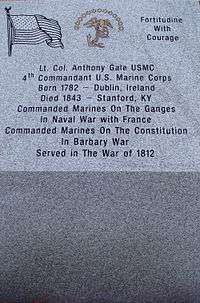 Fortitudine
With
Courage
Lt. Col. Anthony Gale USMC
4th Commandant U.S. Marine Corps
Born 1782 – Dublin, Ireland
Died 1843 – Stanford, KY
Commanded Marines On The Ganges
In Naval War with France
Commanded Marines On The Constitution
In Barbary War
Served in The War of 1812